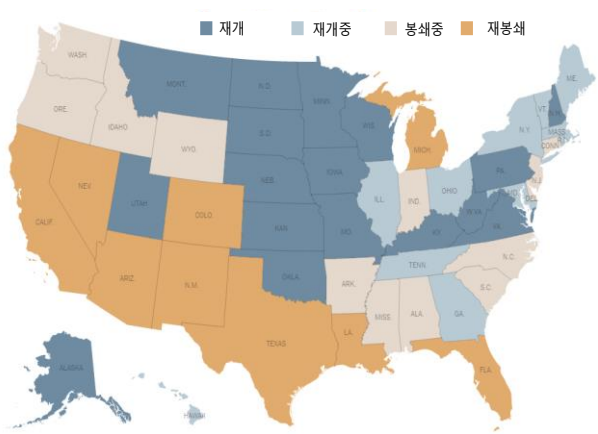 재개 재개중 봉쇄중 재봉쇄
WASH.
ORE.
IDAHO
MONT.
WYO.
N.D.
S.D.
NEB.
KAN.
OKLA.
MINN.
IOWA
MO.
WIS.
MICH.
ILL.
IND.
OHIO
KY.
TENN.
W.VA.
VA.
PA.
N.Y.
VT.
N.H.
ME.
MASS.
CONN.
R.I.
N.J.
DEL.
MD.
N.C.
S.C.
GA.
ALA.
MISS.
ARK.
LA.
FLA.
TEXAS
N.M.
ARIZ.
COLO.
UTAH
NEV.
CALIF.
ALASKA
HAWAII